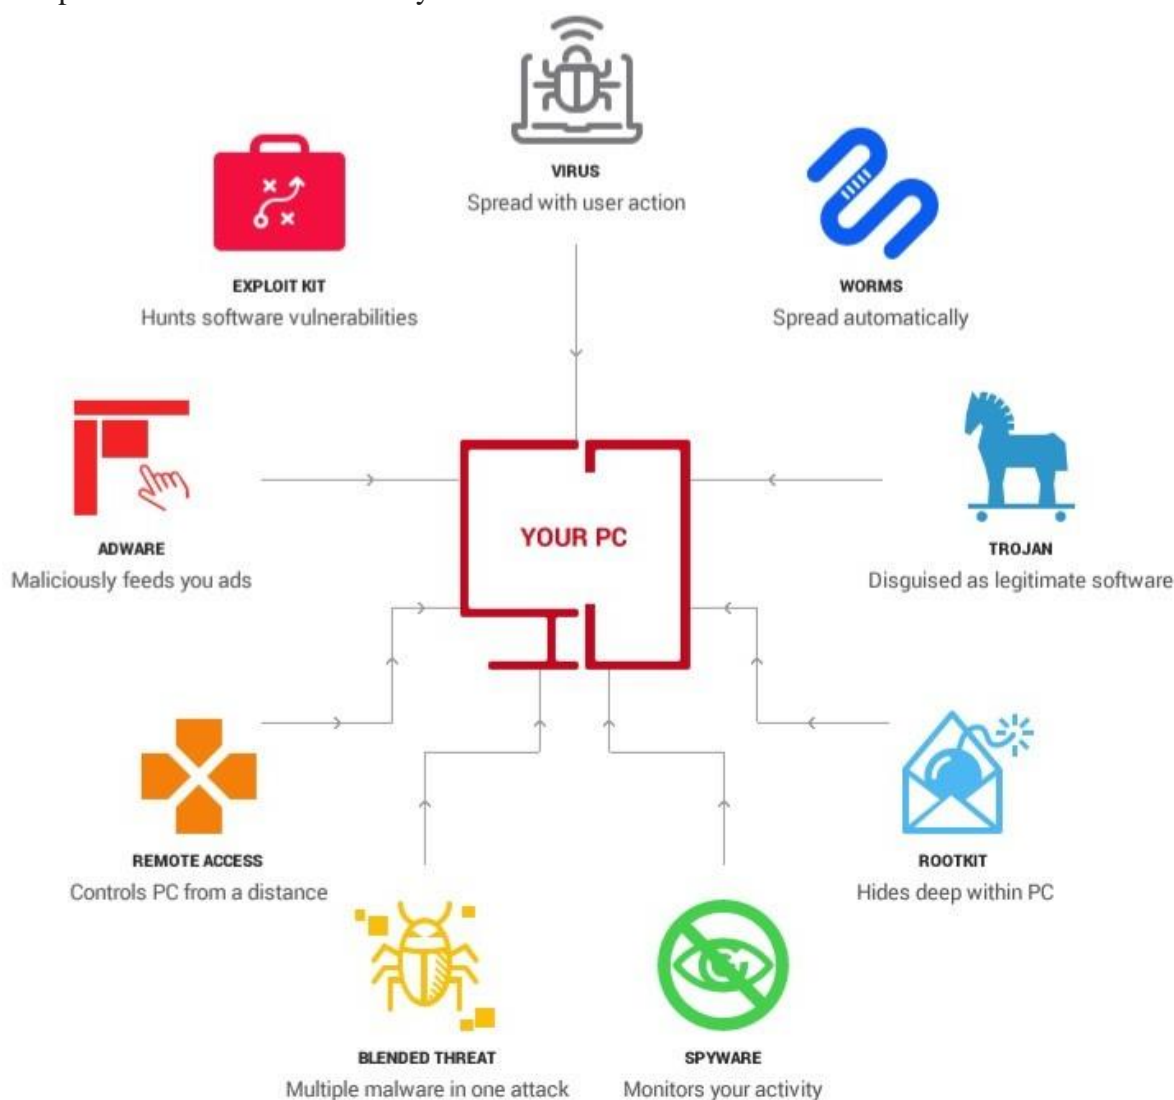 VIRUS
Spread with user action
EXPLOIT KIT
Hunts software vulnerabilities
WORMS
Spread automatically
ADWARE
Maliciously feeds you ads
YOUR PC
TROJAN
Disguised as legitimate software
REMOTE ACCESS
Controls PC from a distance
ROOTKIT
Hides deep within PC
BLENDED THREAT
Multiple malware in one attack
SPYWARE
Monitors your activity